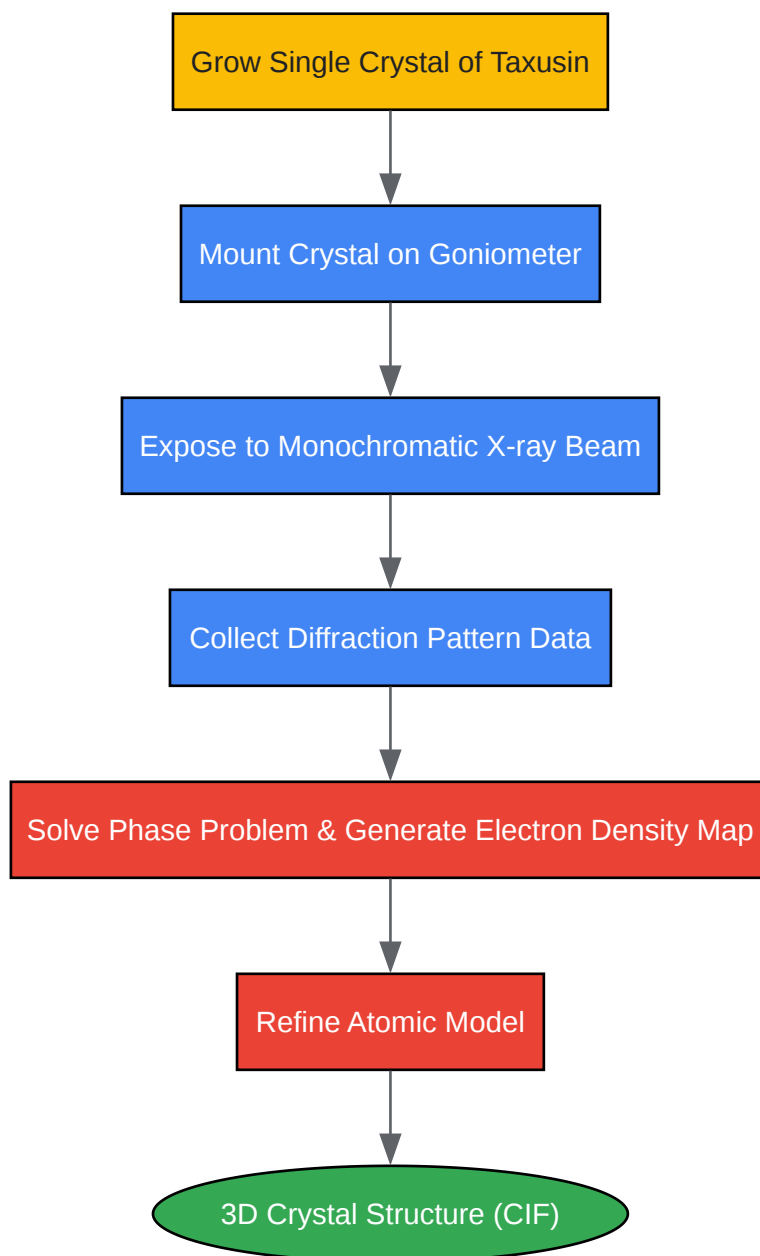 Grow Single Crystal of Taxusin
Mount Crystal on Goniometer
Expose to Monochromatic X-ray Beam
Collect Diffraction Pattern Data
Solve Phase Problem & Generate Electron Density Map
Refine Atomic Model
3D Crystal Structure (CIF)